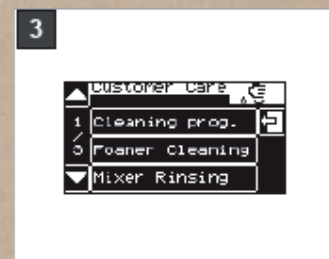 3
Customer Care
1 Cleaning prog.
/
3 Foamer Cleaning
Mixer Rinsing